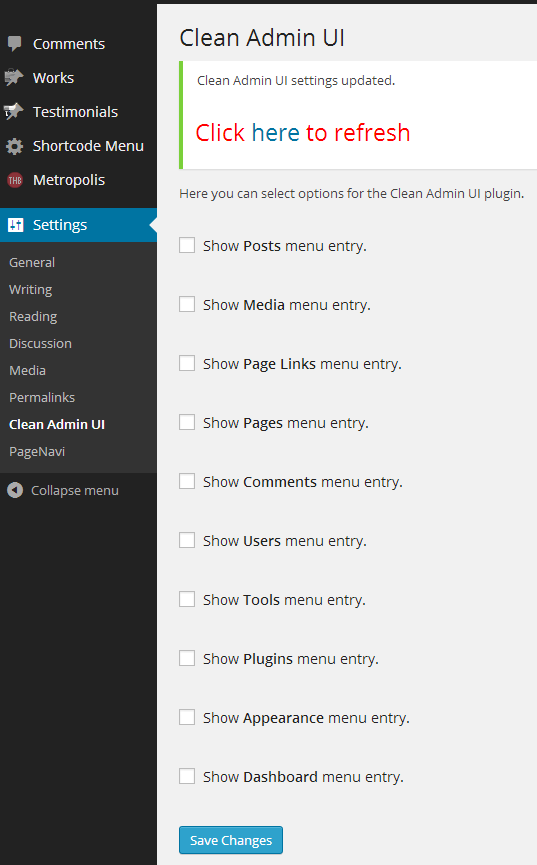 Comments
Works
Testimonials
Shortcode Menu
THB
Metropolis
Settings
General
Writing
Reading
Discussion
Media
Permalinks
Clean Admin UI
PageNavi
Collapse menu
Clean Admin UI
Clean Admin UI settings updated.
Click here to refresh
Here you can select options for the Clean Admin UI plugin.
Show Posts menu entry.
Show Media menu entry.
Show Page Links menu entry.
Show Pages menu entry.
Show Comments menu entry.
Show Users menu entry.
Show Tools menu entry.
Show Plugins menu entry.
Show Appearance menu entry.
Show Dashboard menu entry.
Save Changes